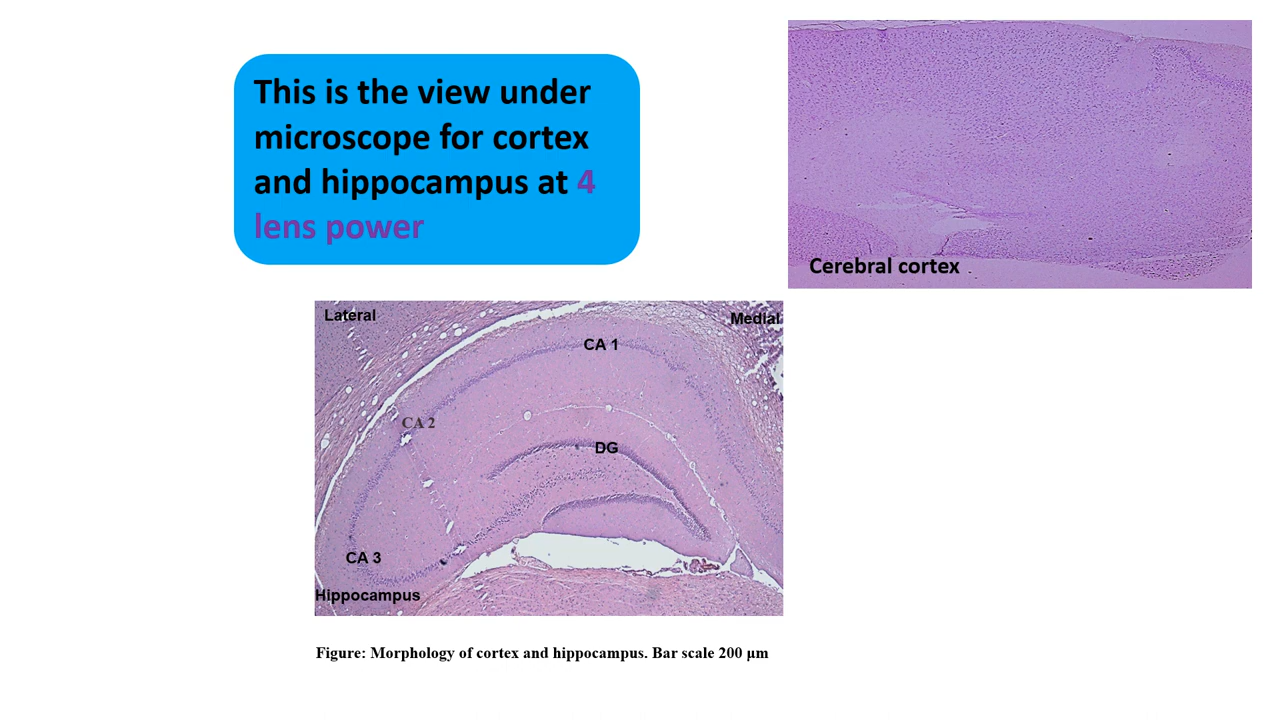 This is the view under
microscope for cortex
and hippocampus at 4
lens power
Cerebral cortex
Lateral
Medial
CA 1
CA 2
DG
CA 3
Hippocampus
Figure: Morphology of cortex and hippocampus. Bar scale 200 µm